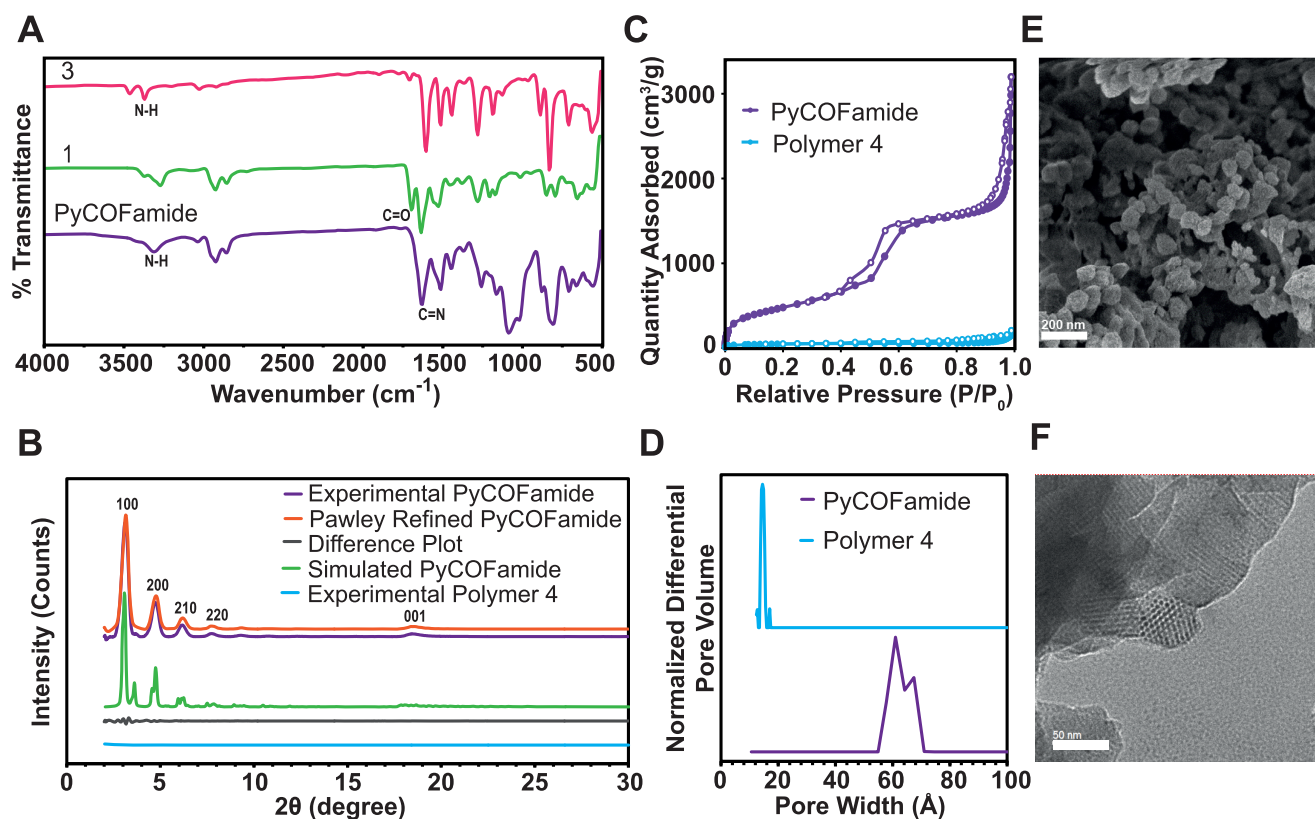 A
3
N-H
1
C=O
PyCOFamide
N-H
C=N
% Transmittance
4000 3500 3000 2500 2000 1500 1000 500
Wavenumber (cm⁻¹)
C
PyCOFamide
Polymer 4
Quantity Adsorbed (cm³/g)
3000
2000
1000
0
0 0.2 0.4 0.6 0.8 1.0
Relative Pressure (P/P₀)
E
200 nm
B
Experimental PyCOFamide
Pawley Refined PyCOFamide
Difference Plot
Simulated PyCOFamide
Experimental Polymer 4
100
200
210
220
001
Intensity (Counts)
0 5 10 15 20 25 30
2θ (degree)
D
PyCOFamide
Polymer 4
Normalized Differential
Pore Volume
0 20 40 60 80 100
Pore Width (Å)
F
50 nm